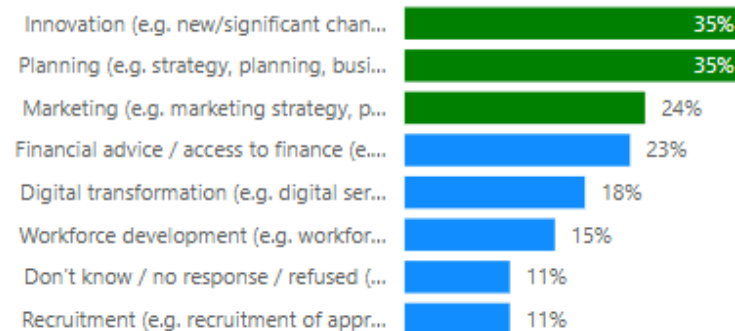 Innovation (e.g. new/significant chan... 35%
Planning (e.g. strategy, planning, busi... 35%
Marketing (e.g. marketing strategy, p... 24%
Financial advice / access to finance (e.... 23%
Digital transformation (e.g. digital ser... 18%
Workforce development (e.g. workfor... 15%
Don't know / no response / refused (... 11%
Recruitment (e.g. recruitment of appr... 11%